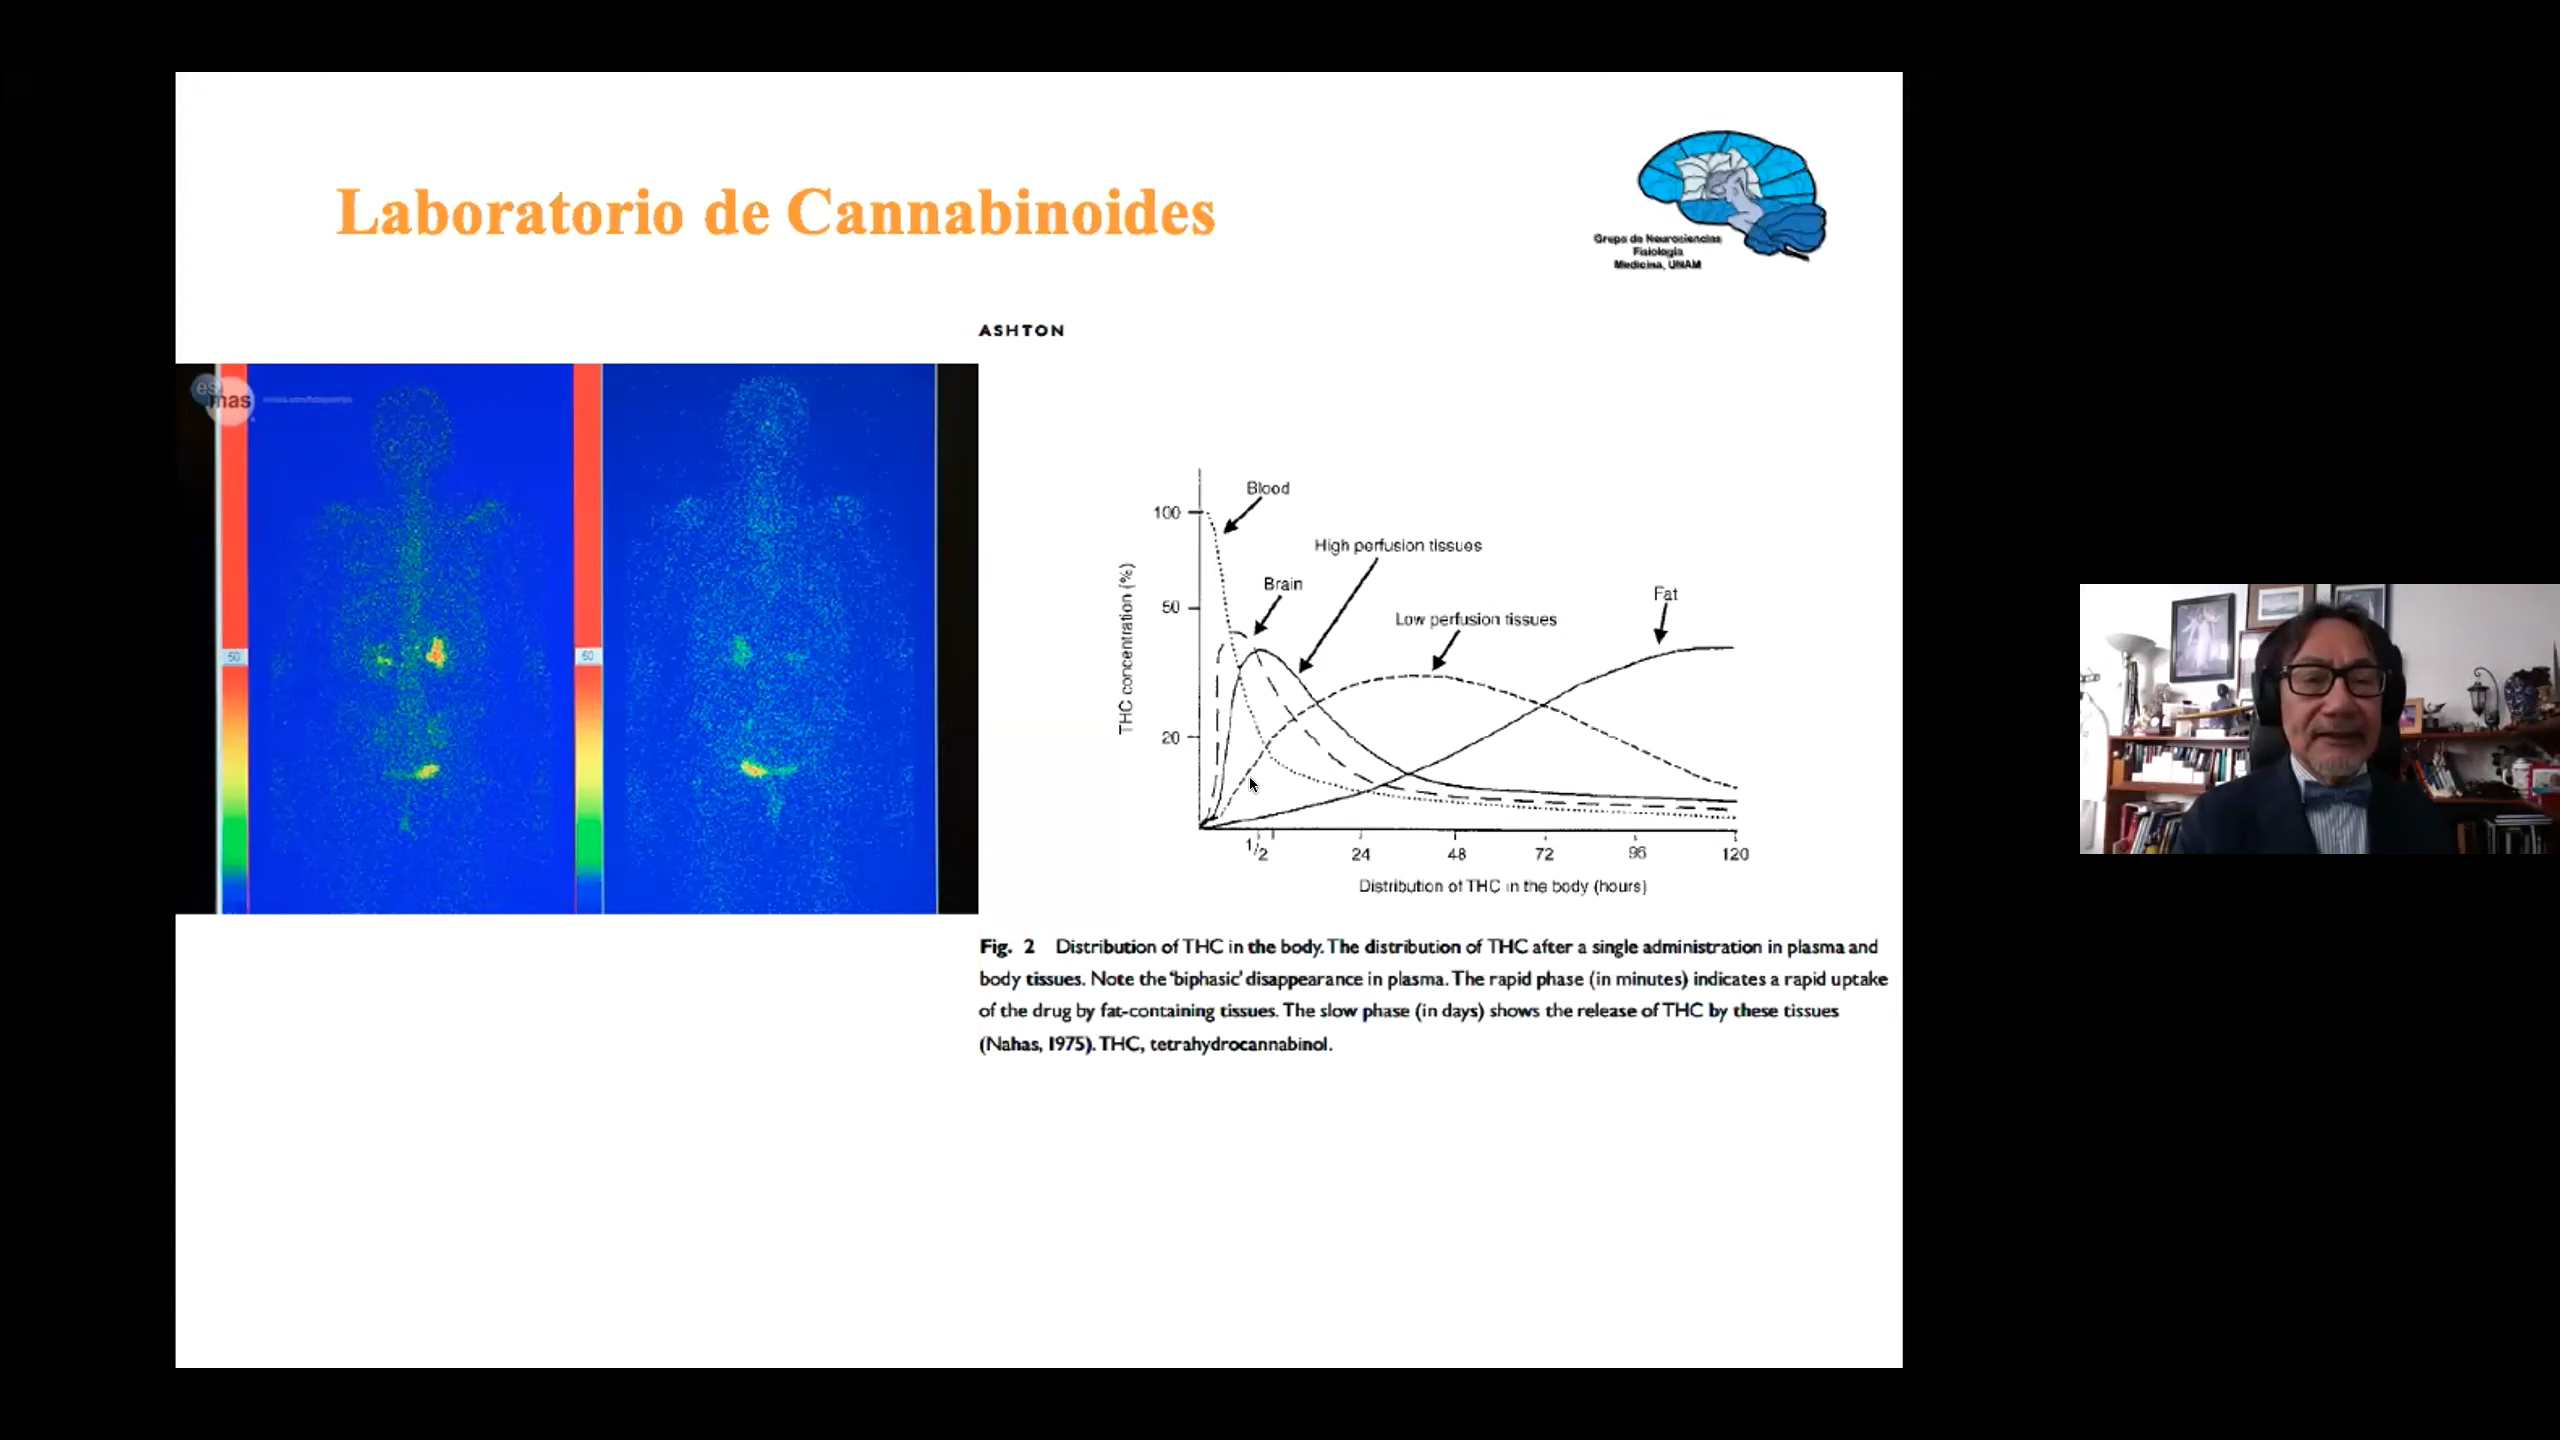 Laboratorio de Cannabinoides
Grupo de Neurociencias
Fisiología
Medicina, UNAM
ASHTON
es
mas
50
60
Blood
100
High perfusion tissues
Brain
50
Low perfusion tissues
Fat
THC concentration (%)
20
1/2 24 48 72 96 120
Distribution of THC in the body (hours)
Fig. 2 Distribution of THC in the body. The distribution of THC after a single administration in plasma and
body tissues. Note the 'biphasic' disappearance in plasma. The rapid phase (in minutes) indicates a rapid uptake
of the drug by fat-containing tissues. The slow phase (in days) shows the release of THC by these tissues
(Nahas, 1975). THC, tetrahydrocannabinol.